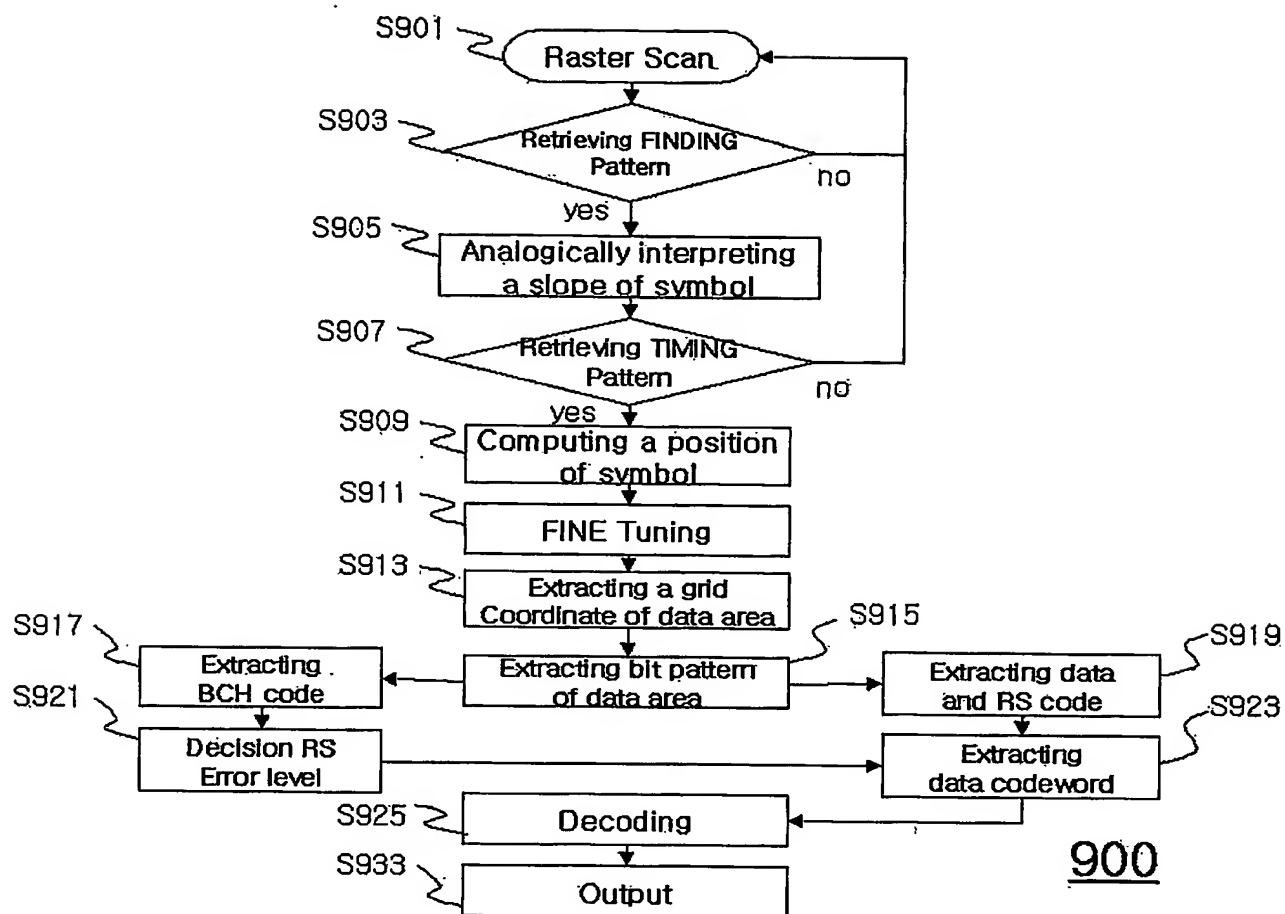 S901
Raster Scan
S903
Retrieving FINDING
Pattern
no
yes
S905
Analogically interpreting
a slope of symbol
S907
Retrieving TIMING
Pattern
no
yes
S909
Computing a position
of symbol
S911
FINE Tuning
S913
Extracting a grid
Coordinate of data area
S915
S917
S919
Extracting
BCH code
Extracting bit pattern
of data area
Extracting data
and RS code
S921
S923
Decision RS
Error level
Extracting
data codeword
S925
Decoding
900
S933
Output